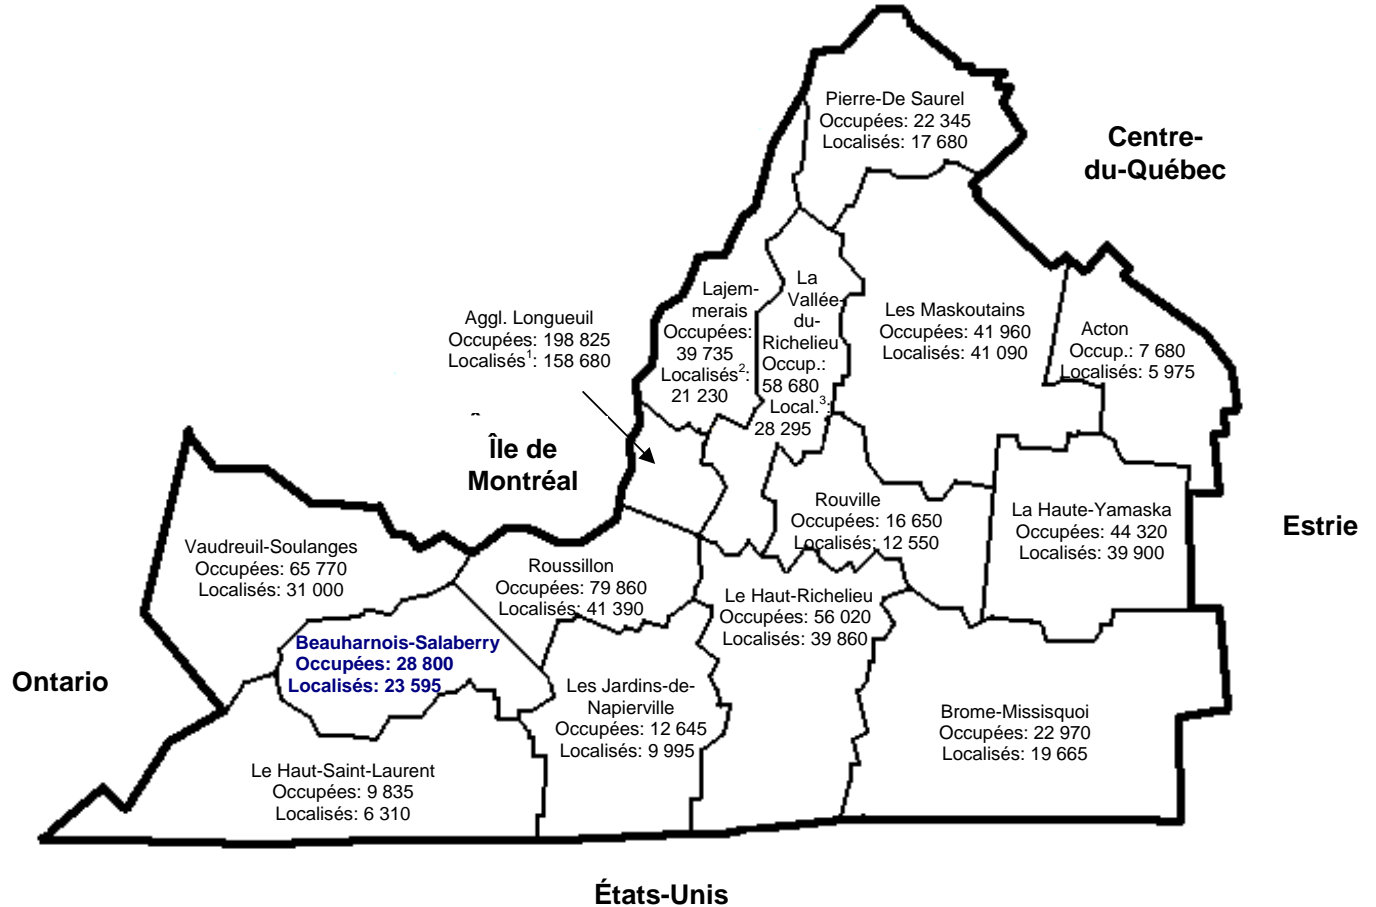 Pierre-De Saurel
Occupées: 22 345
Localisés: 17 680
Centre-
du-Québec
Lajem-
merais
Occupées:
39 735
Localisés2:
21 230
La
Vallée-
du-
Richelieu
Occup.:
58 680
Local.3:
28 295
Les Maskoutains
Occupées: 41 960
Localisés: 41 090
Acton
Occup.: 7 680
Localisés: 5 975
Aggl. Longueuil
Occupées: 198 825
Localisés1: 158 680
Île de
Montréal
Rouville
Occupées: 16 650
Localisés: 12 550
La Haute-Yamaska
Occupées: 44 320
Localisés: 39 900
Estrie
Vaudreuil-Soulanges
Occupées: 65 770
Localisés: 31 000
Roussillon
Occupées: 79 860
Localisés: 41 390
Le Haut-Richelieu
Occupées: 56 020
Localisés: 39 860
Beauharnois-Salaberry
Occupées: 28 800
Localisés: 23 595
Ontario
Les Jardins-de-
Napierville
Occupées: 12 645
Localisés: 9 995
Brome-Missisquoi
Occupées: 22 970
Localisés: 19 665
Le Haut-Saint-Laurent
Occupées: 9 835
Localisés: 6 310
États-Unis